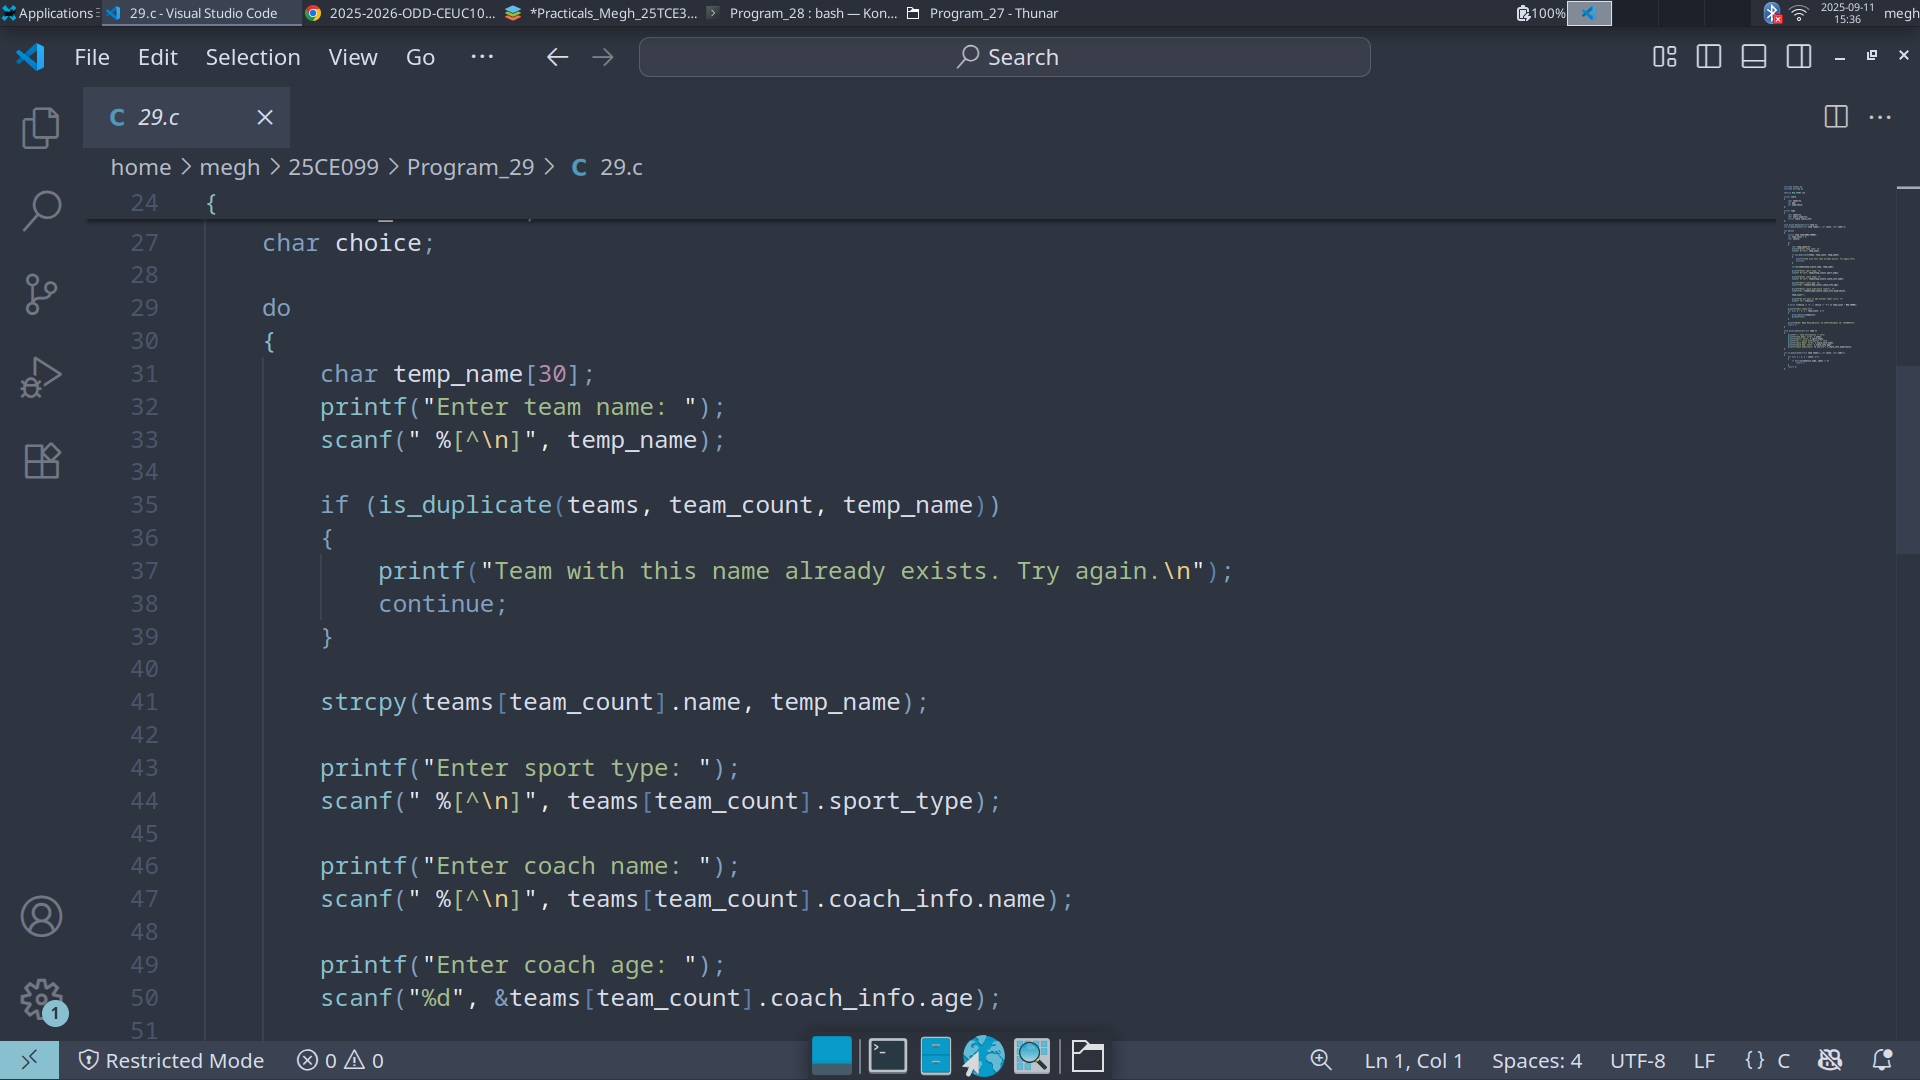 Applications 29.c - Visual Studio Code 2025-2026-ODD-CEUC10... *Practicals_Megh_25TCE3... Program_28 : bash — Kon... Program_27 - Thunar 100% 2025-09-11 15:36 megh
File Edit Selection View Go ··· Search
C 29.c
home > megh > 25CE099 > Program_29 > C 29.c
24 {
27 char choice;
28
29 do
30 {
31 char temp_name[30];
32 printf("Enter team name: ");
33 scanf(" %[^\n]", temp_name);
34
35 if (is_duplicate(teams, team_count, temp_name))
36 {
37 printf("Team with this name already exists. Try again.\n");
38 continue;
39 }
40
41 strcpy(teams[team_count].name, temp_name);
42
43 printf("Enter sport type: ");
44 scanf(" %[^\n]", teams[team_count].sport_type);
45
46 printf("Enter coach name: ");
47 scanf(" %[^\n]", teams[team_count].coach_info.name);
48
49 printf("Enter coach age: ");
50 scanf("%d", &teams[team_count].coach_info.age);
51
1
Restricted Mode 0 0 Ln 1, Col 1 Spaces: 4 UTF-8 LF {} C